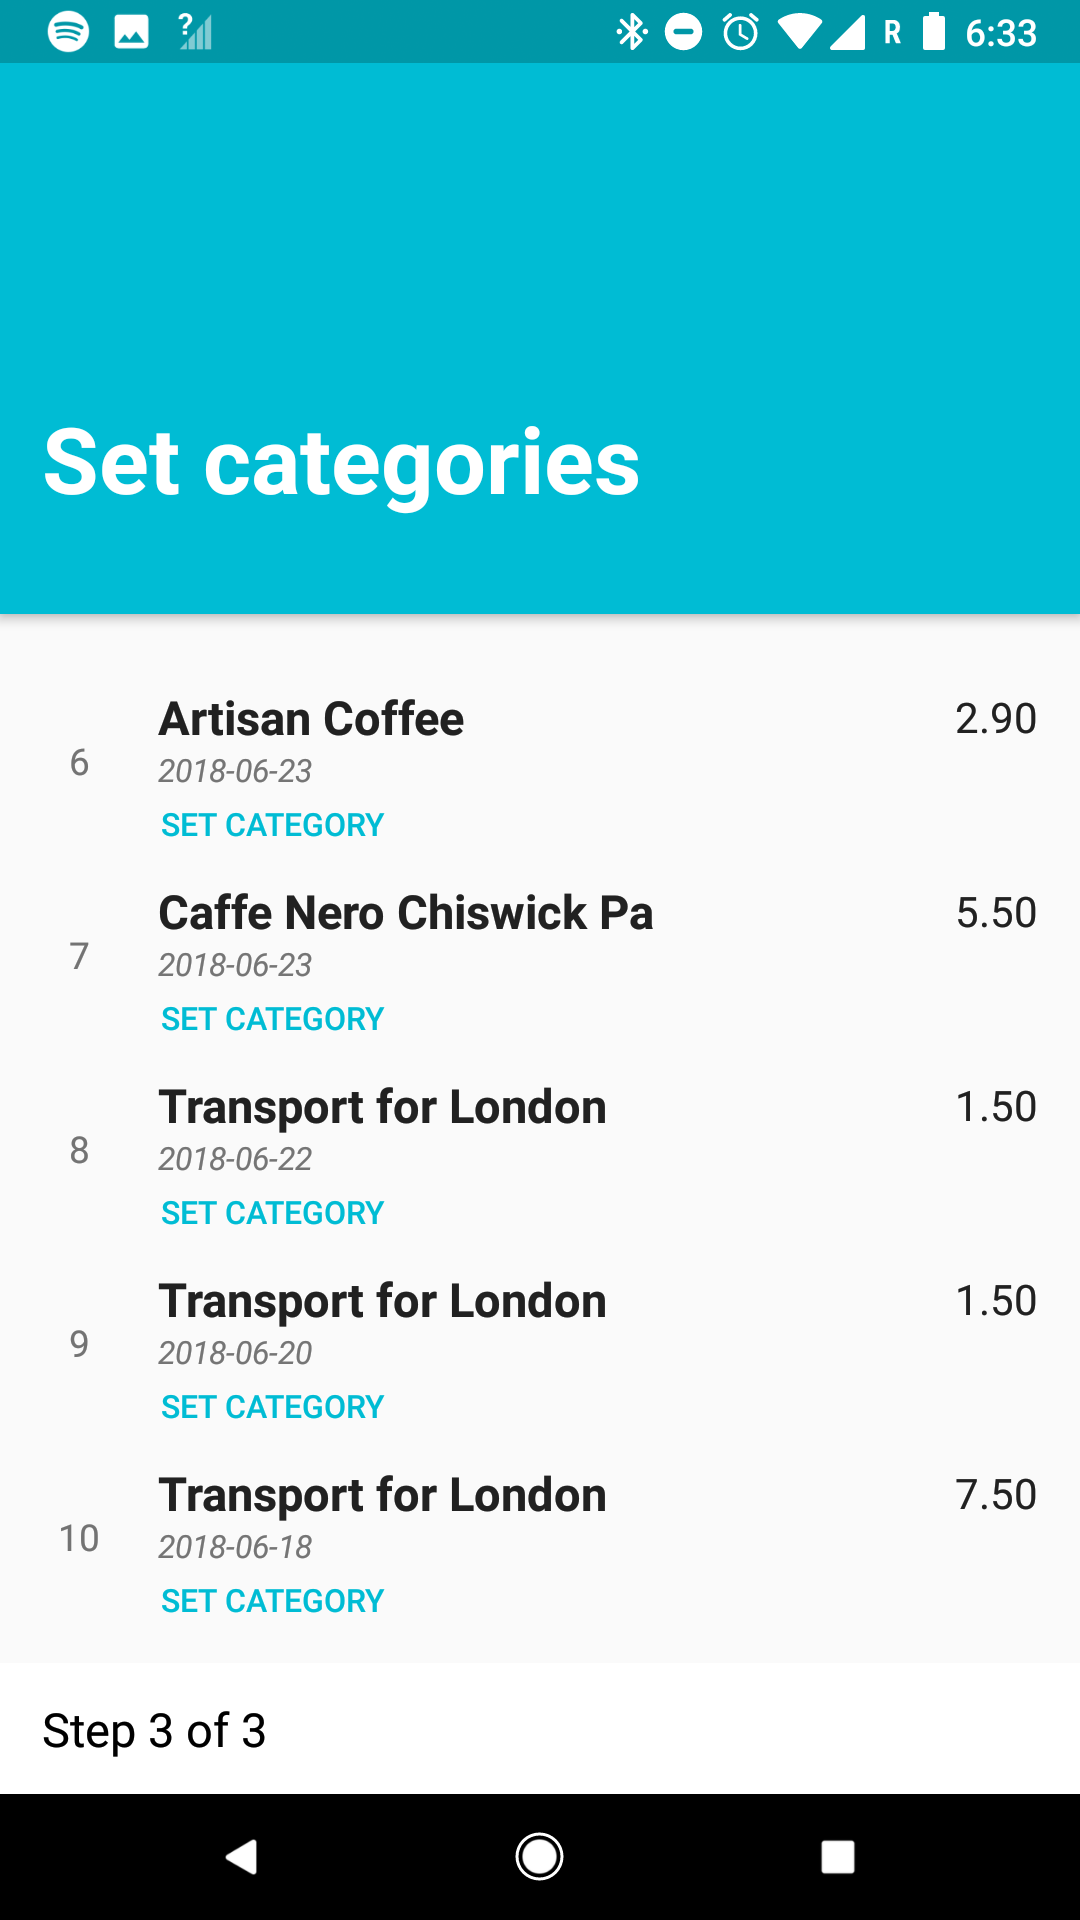 ? R 6:33
Set categories
Artisan Coffee 2.90
6
2018-06-23
SET CATEGORY
Caffe Nero Chiswick Pa 5.50
7
2018-06-23
SET CATEGORY
Transport for London 1.50
8
2018-06-22
SET CATEGORY
Transport for London 1.50
9
2018-06-20
SET CATEGORY
Transport for London 7.50
10
2018-06-18
SET CATEGORY
Step 3 of 3